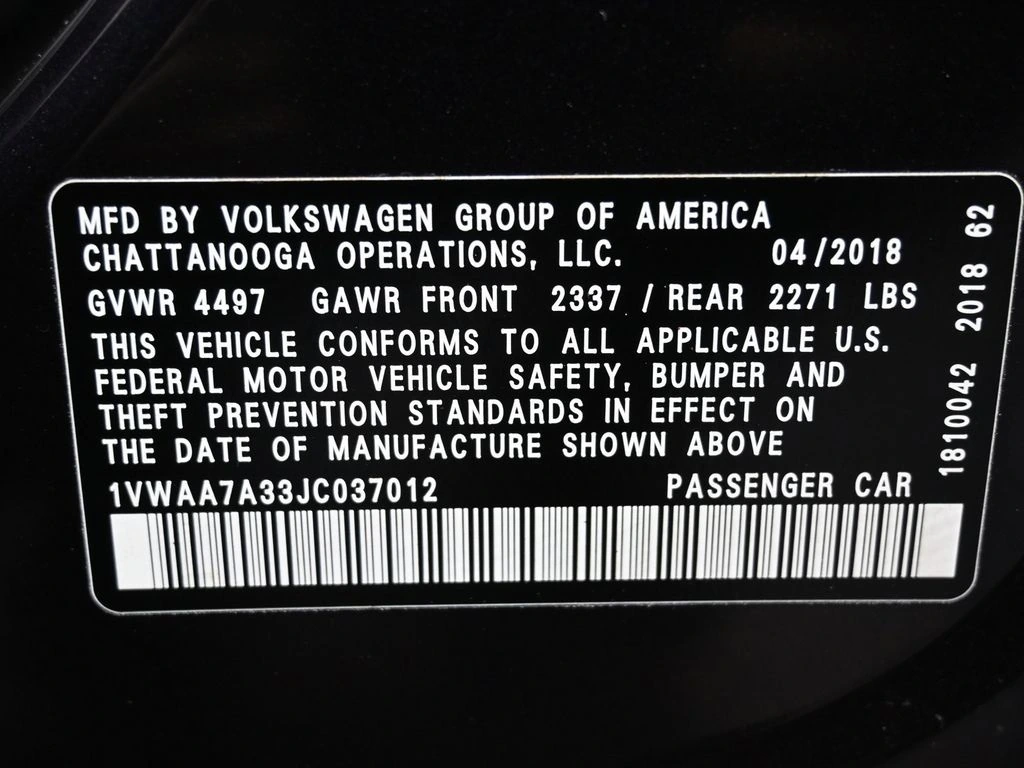 MFD BY VOLKSWAGEN GROUP OF AMERICA
CHATTANOOGA OPERATIONS, LLC. 04/2018
GVWR 4497 GAWR FRONT 2337 / REAR 2271 LBS
THIS VEHICLE CONFORMS TO ALL APPLICABLE U.S.
FEDERAL MOTOR VEHICLE SAFETY, BUMPER AND
THEFT PREVENTION STANDARDS IN EFFECT ON
THE DATE OF MANUFACTURE SHOWN ABOVE
1VWAA7A33JC037012 PASSENGER CAR
1810042 2018 62